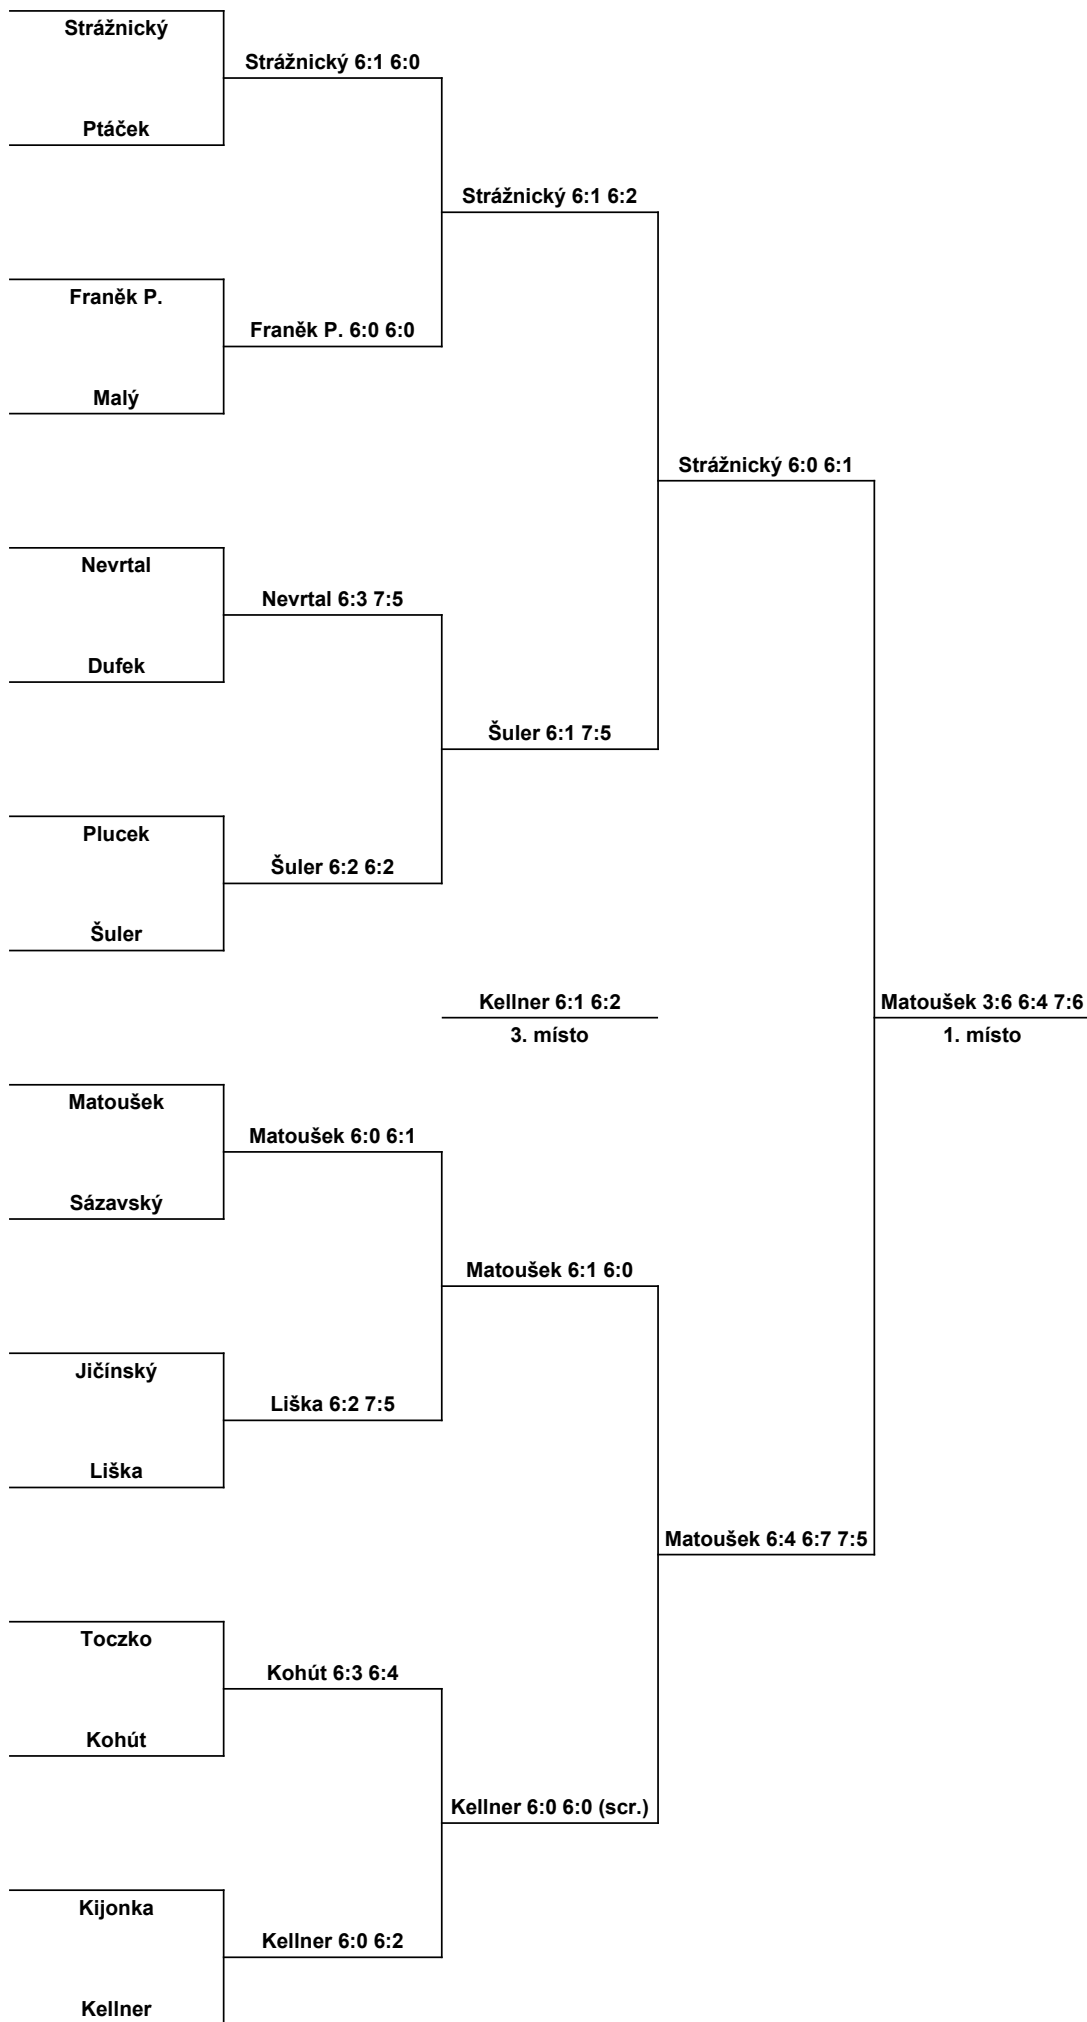 Strážnický
Strážnický 6:1 6:0
Ptáček
Strážnický 6:1 6:2
Franěk P.
Franěk P. 6:0 6:0
Malý
Strážnický 6:0 6:1
Nevrtal
Nevrtal 6:3 7:5
Dufek
Šuler 6:1 7:5
Plucek
Šuler 6:2 6:2
Šuler
Kellner 6:1 6:2
3. místo
Matoušek 3:6 6:4 7:6
1. místo
Matoušek
Matoušek 6:0 6:1
Sázavský
Matoušek 6:1 6:0
Jičínský
Liška 6:2 7:5
Liška
Matoušek 6:4 6:7 7:5
Toczko
Kohút 6:3 6:4
Kohút
Kellner 6:0 6:0 (scr.)
Kijonka
Kellner 6:0 6:2
Kellner